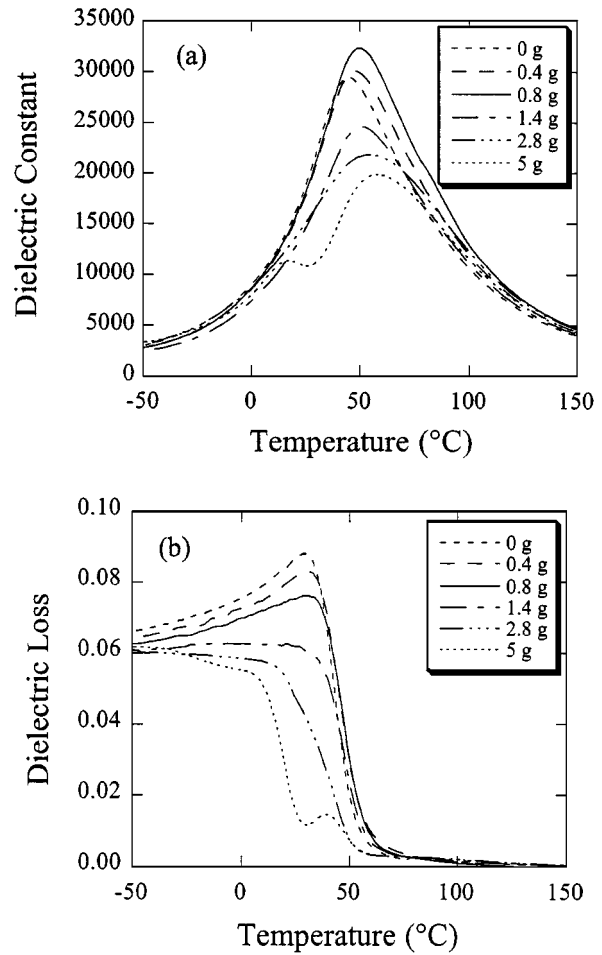 (a)
0 g
0.4 g
0.8 g
1.4 g
2.8 g
5 g
35000
30000
25000
20000
15000
10000
5000
0
Dielectric Constant
-50
0
50
100
150
Temperature (°C)
(b)
0 g
0.4 g
0.8 g
1.4 g
2.8 g
5 g
0.10
0.08
0.06
0.04
0.02
0.00
Dielectric Loss
-50
0
50
100
150
Temperature (°C)